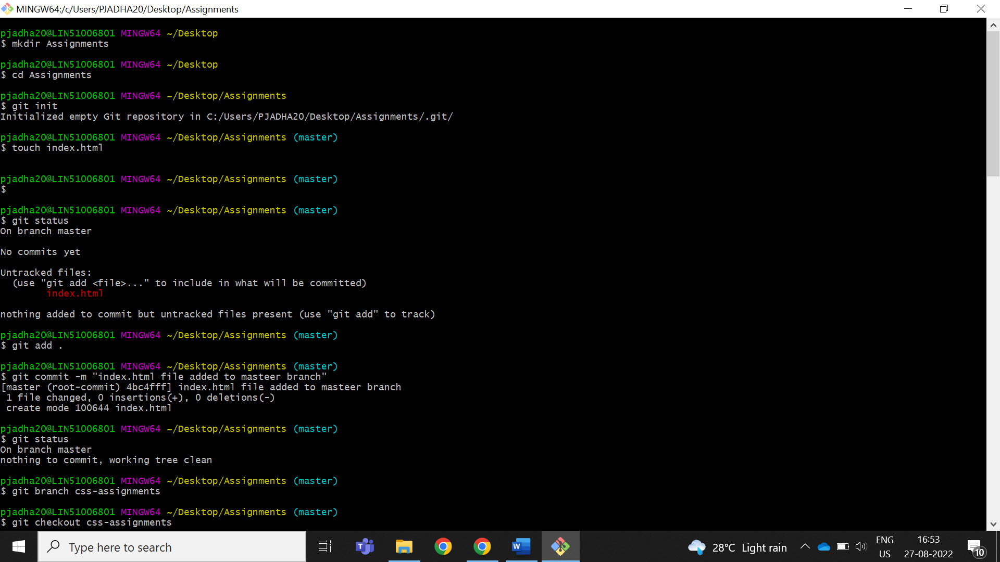 MINGW64:/c/Users/PJADHA20/Desktop/Assignments
pjadha20@LIN51006801 MINGW64 ~/Desktop
$ mkdir Assignments
pjadha20@LIN51006801 MINGW64 ~/Desktop
$ cd Assignments
pjadha20@LIN51006801 MINGW64 ~/Desktop/Assignments
$ git init
Initialized empty Git repository in C:/Users/PJADHA20/Desktop/Assignments/.git/
pjadha20@LIN51006801 MINGW64 ~/Desktop/Assignments (master)
$ touch index.html
pjadha20@LIN51006801 MINGW64 ~/Desktop/Assignments (master)
$
pjadha20@LIN51006801 MINGW64 ~/Desktop/Assignments (master)
$ git status
On branch master
No commits yet
Untracked files:
(use "git add <file>..." to include in what will be committed)
index.html
nothing added to commit but untracked files present (use "git add" to track)
pjadha20@LIN51006801 MINGW64 ~/Desktop/Assignments (master)
$ git add .
pjadha20@LIN51006801 MINGW64 ~/Desktop/Assignments (master)
$ git commit -m "index.html file added to masteer branch"
[master (root-commit) 4bc4fff] index.html file added to masteer branch
1 file changed, 0 insertions(+), 0 deletions(-)
create mode 100644 index.html
pjadha20@LIN51006801 MINGW64 ~/Desktop/Assignments (master)
$ git status
On branch master
nothing to commit, working tree clean
pjadha20@LIN51006801 MINGW64 ~/Desktop/Assignments (master)
$ git branch css-assignments
pjadha20@LIN51006801 MINGW64 ~/Desktop/Assignments (master)
$ git checkout css-assignments
Type here to search
28°C Light rain
ENG
US
16:53
27-08-2022
10